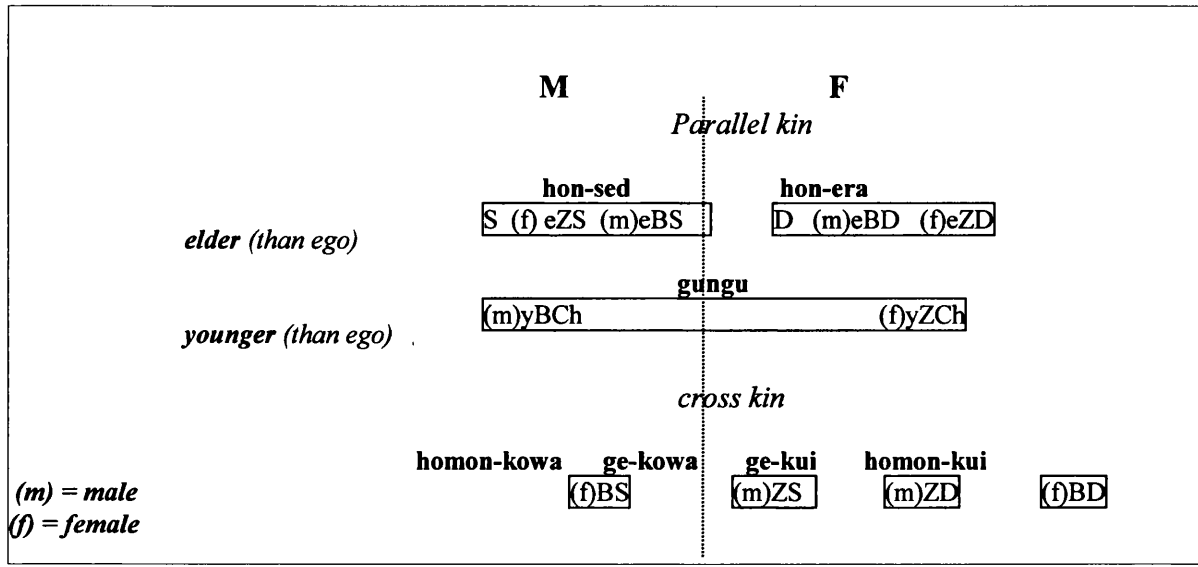 M F
Parallel kin
hon-sed hon-era
S (f) eZS (m)eBS D (m)eBD (f)eZD
elder (than ego)
gungu
(m)yBCh (f)yZCh
younger (than ego)
cross kin
homon-kowa ge-kowa ge-kui homon-kui
(m) = male (f)BS (m)ZS (m)ZD (f)BD
(f) = female